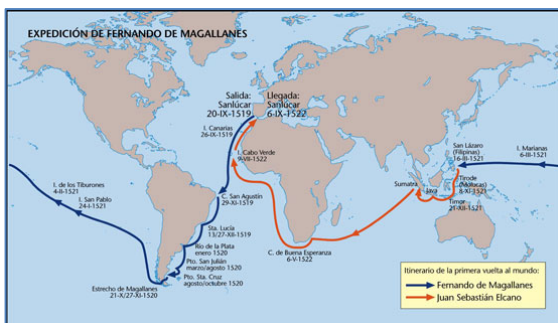 EXPEDICIÓN DE FERNANDO DE MAGALLANES
Salida:
Sanlúcar
20-IX-1519
Llegada:
Sanlúcar
6-IX-1522
I. Canarias
26-IX-1519
I. Cabo Verde
9-VII-1522
C. San Agustín
29-XI-1519
Sta. Lucía
13/27-XII-1519
Río de la Plata
enero 1520
Pto. San Julián
marzo/agosto 1520
Pto. Sta. Cruz
agosto/octubre 1520
Estrecho de Magallanes
21-X/27-XI-1520
I. de los Tiburones
4-II-1521
I. San Pablo
24-I-1521
C. de Buena Esperanza
6-V-1522
Sumatra
Java
Timor
21-XII-1521
Tirode
(Molucas)
8-XI-1521
San Lázaro
(Filipinas)
16-III-1521
I. Marianas
6-III-1521
Itinerario de la primera vuelta al mundo:
Fernando de Magallanes
Juan Sebastián Elcano